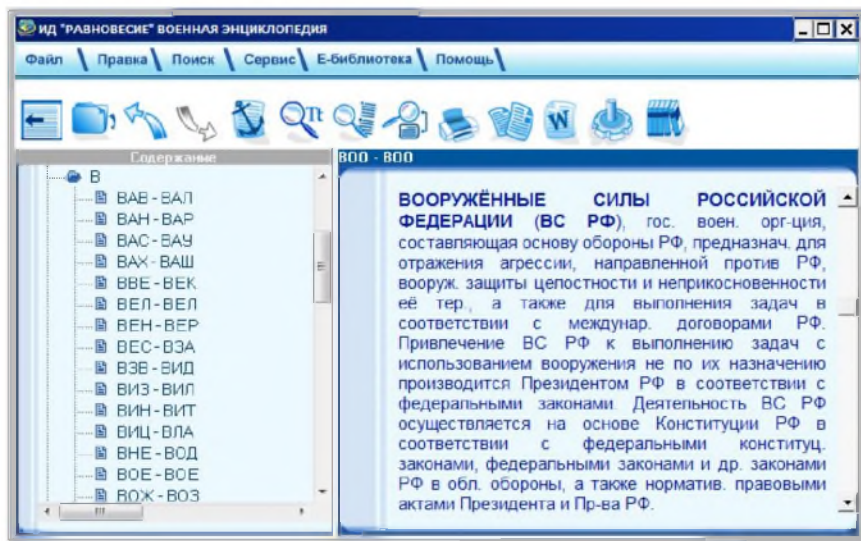 ИД "РАВНОВЕСИЕ" ВОЕННАЯ ЭНЦИКЛОПЕДИЯ
Файл \ Правка \ Поиск \ Сервис \ Е-библиотека \ Помощь \
Tt
W
Содержание
В
ВАВ - ВАЛ
ВАН - ВАР
ВАС - ВАУ
ВАХ - ВАШ
ВВЕ - ВЕК
ВЕЛ - ВЕЛ
ВЕН - ВЕР
ВЕС - ВЗА
ВЗВ - ВИД
ВИЗ - ВИЛ
ВИН - ВИТ
ВИЦ - ВЛА
ВНЕ - ВОД
ВОЕ - ВОЕ
ВОЖ - ВОЗ
ВОО - ВОО
ВООРУЖЁННЫЕ СИЛЫ РОССИЙСКОЙ
ФЕДЕРАЦИИ (ВС РФ), гос. воен. орг-ция,
составляющая основу обороны РФ, предназнач. для
отражения агрессии, направленной против РФ,
вооруж. защиты целостности и неприкосновенности
её тер., а также для выполнения задач в
соответствии с междунар. договорами РФ.
Привлечение ВС РФ к выполнению задач с
использованием вооружения не по их назначению
производится Президентом РФ в соответствии с
федеральными законами. Деятельность ВС РФ
осуществляется на основе Конституции РФ в
соответствии с федеральными конституц.
законами, федеральными законами и др. законами
РФ в обл. обороны, а также норматив. правовыми
актами Президента и Пр-ва РФ.